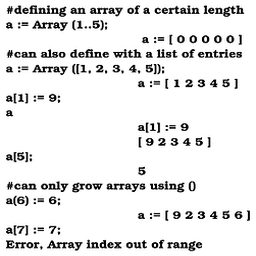 #defining an array of a certain length
a := Array (1..5);
a := [ 0 0 0 0 0 ]
#can also define with a list of entries
a := Array ([1, 2, 3, 4, 5]);
a := [ 1 2 3 4 5 ]
a[1] := 9;
a
a[1] := 9
[ 9 2 3 4 5 ]
a[5];
5
#can only grow arrays using ()
a(6) := 6;
a := [ 9 2 3 4 5 6 ]
a[7] := 7;
Error, Array index out of range